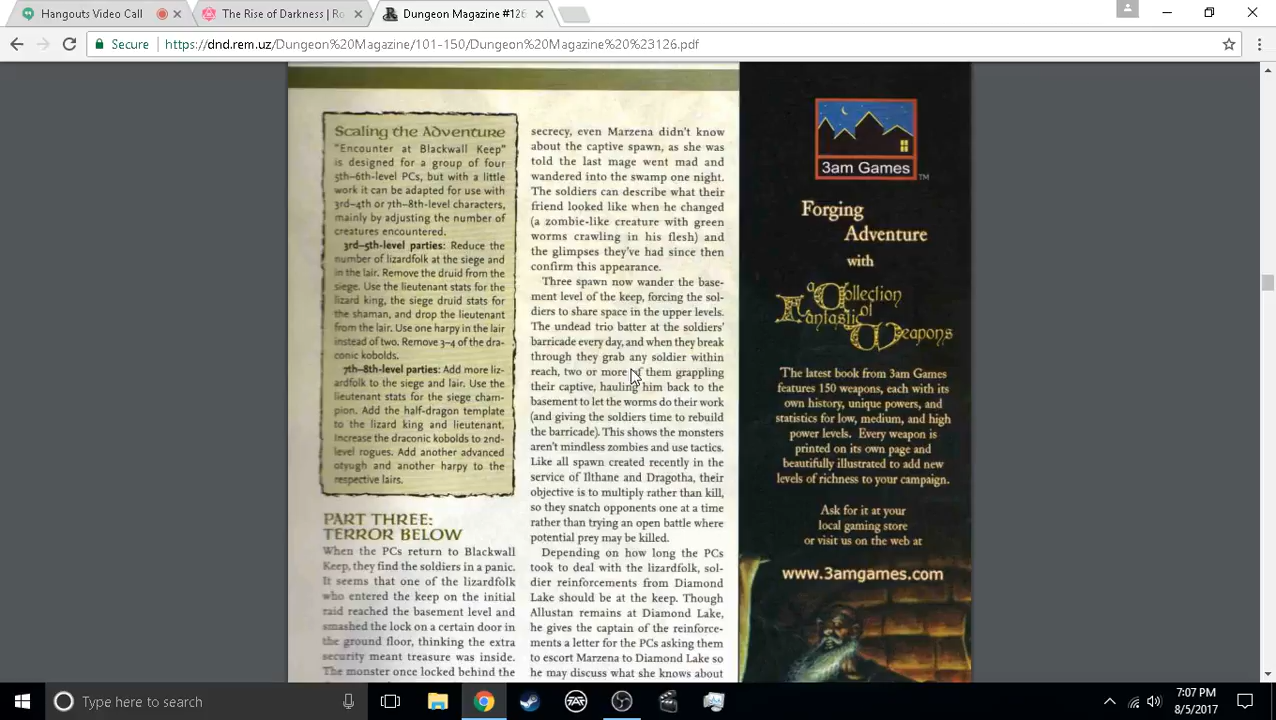 Hangouts Video Call
The Rise of Darkness | Ro
Dungeon Magazine #126
Secure
https://dnd.rem.uz/Dungeon%20Magazine/101-150/Dungeon%20Magazine%20%23126.pdf
Scaling the Adventure
"Encounter at Blackwall Keep"
is designed for a group of four
5th–6th-level PCs, but with a little
work it can be adapted for use with
3rd–4th or 7th–8th-level characters,
mainly by adjusting the number of
creatures encountered.
3rd–5th-level parties: Reduce the
number of lizardfolk at the siege and
in the lair. Remove the druid from the
siege. Use the lieutenant stats for the
lizard king, the siege druid stats for
the shaman, and drop the lieutenant
from the lair. Use one harpy in the lair
instead of two. Remove 3–4 of the dra-
conic kobolds.
7th–8th-level parties: Add more liz-
ardfolk to the siege and lair. Use the
lieutenant stats for the siege cham-
pion. Add the half-dragon template
to the lizard king and lieutenant.
Increase the draconic kobolds to 2nd-
level rogues. Add another advanced
otyugh and another harpy to the
respective lairs.
PART THREE:
TERROR BELOW
When the PCs return to Blackwall
Keep, they find the soldiers in a panic.
It seems that one of the lizardfolk
who entered the keep on the initial
raid reached the basement level and
smashed the lock on a certain door in
the ground floor, thinking the extra
security meant treasure was inside.
The monster once locked behind the
secrecy, even Marzena didn't know
about the captive spawn, as she was
told the last mage went mad and
wandered into the swamp one night.
The soldiers can describe what their
friend looked like when he changed
(a zombie-like creature with green
worms crawling in his flesh) and
the glimpses they've had since then
confirm this appearance.
Three spawn now wander the base-
ment level of the keep, forcing the sol-
diers to share space in the upper levels.
The undead trio batter at the soldiers'
barricade every day, and when they break
through they grab any soldier within
reach, two or more of them grappling
their captive, hauling him back to the
basement to let the worms do their work
(and giving the soldiers time to rebuild
the barricade). This shows the monsters
aren't mindless zombies and use tactics.
Like all spawn created recently in the
service of Ilthane and Dragotha, their
objective is to multiply rather than kill,
so they snatch opponents one at a time
rather than trying an open battle where
potential prey may be killed.
Depending on how long the PCs
took to deal with the lizardfolk, sol-
dier reinforcements from Diamond
Lake should be at the keep. Though
Allustan remains at Diamond Lake,
he gives the captain of the reinforce-
ments a letter for the PCs asking them
to escort Marzena to Diamond Lake so
he may discuss what she knows about
3am Games
TM
Forging
Adventure
with
a Collection
of
Fantastic
Weapons
The latest book from 3am Games
features 150 weapons, each with its
own history, unique powers, and
statistics for low, medium, and high
power levels. Every weapon is
printed on its own page and
beautifully illustrated to add new
levels of richness to your campaign.
Ask for it at your
local gaming store
or visit us on the web at
www.3amgames.com
Type here to search
7:07 PM
8/5/2017